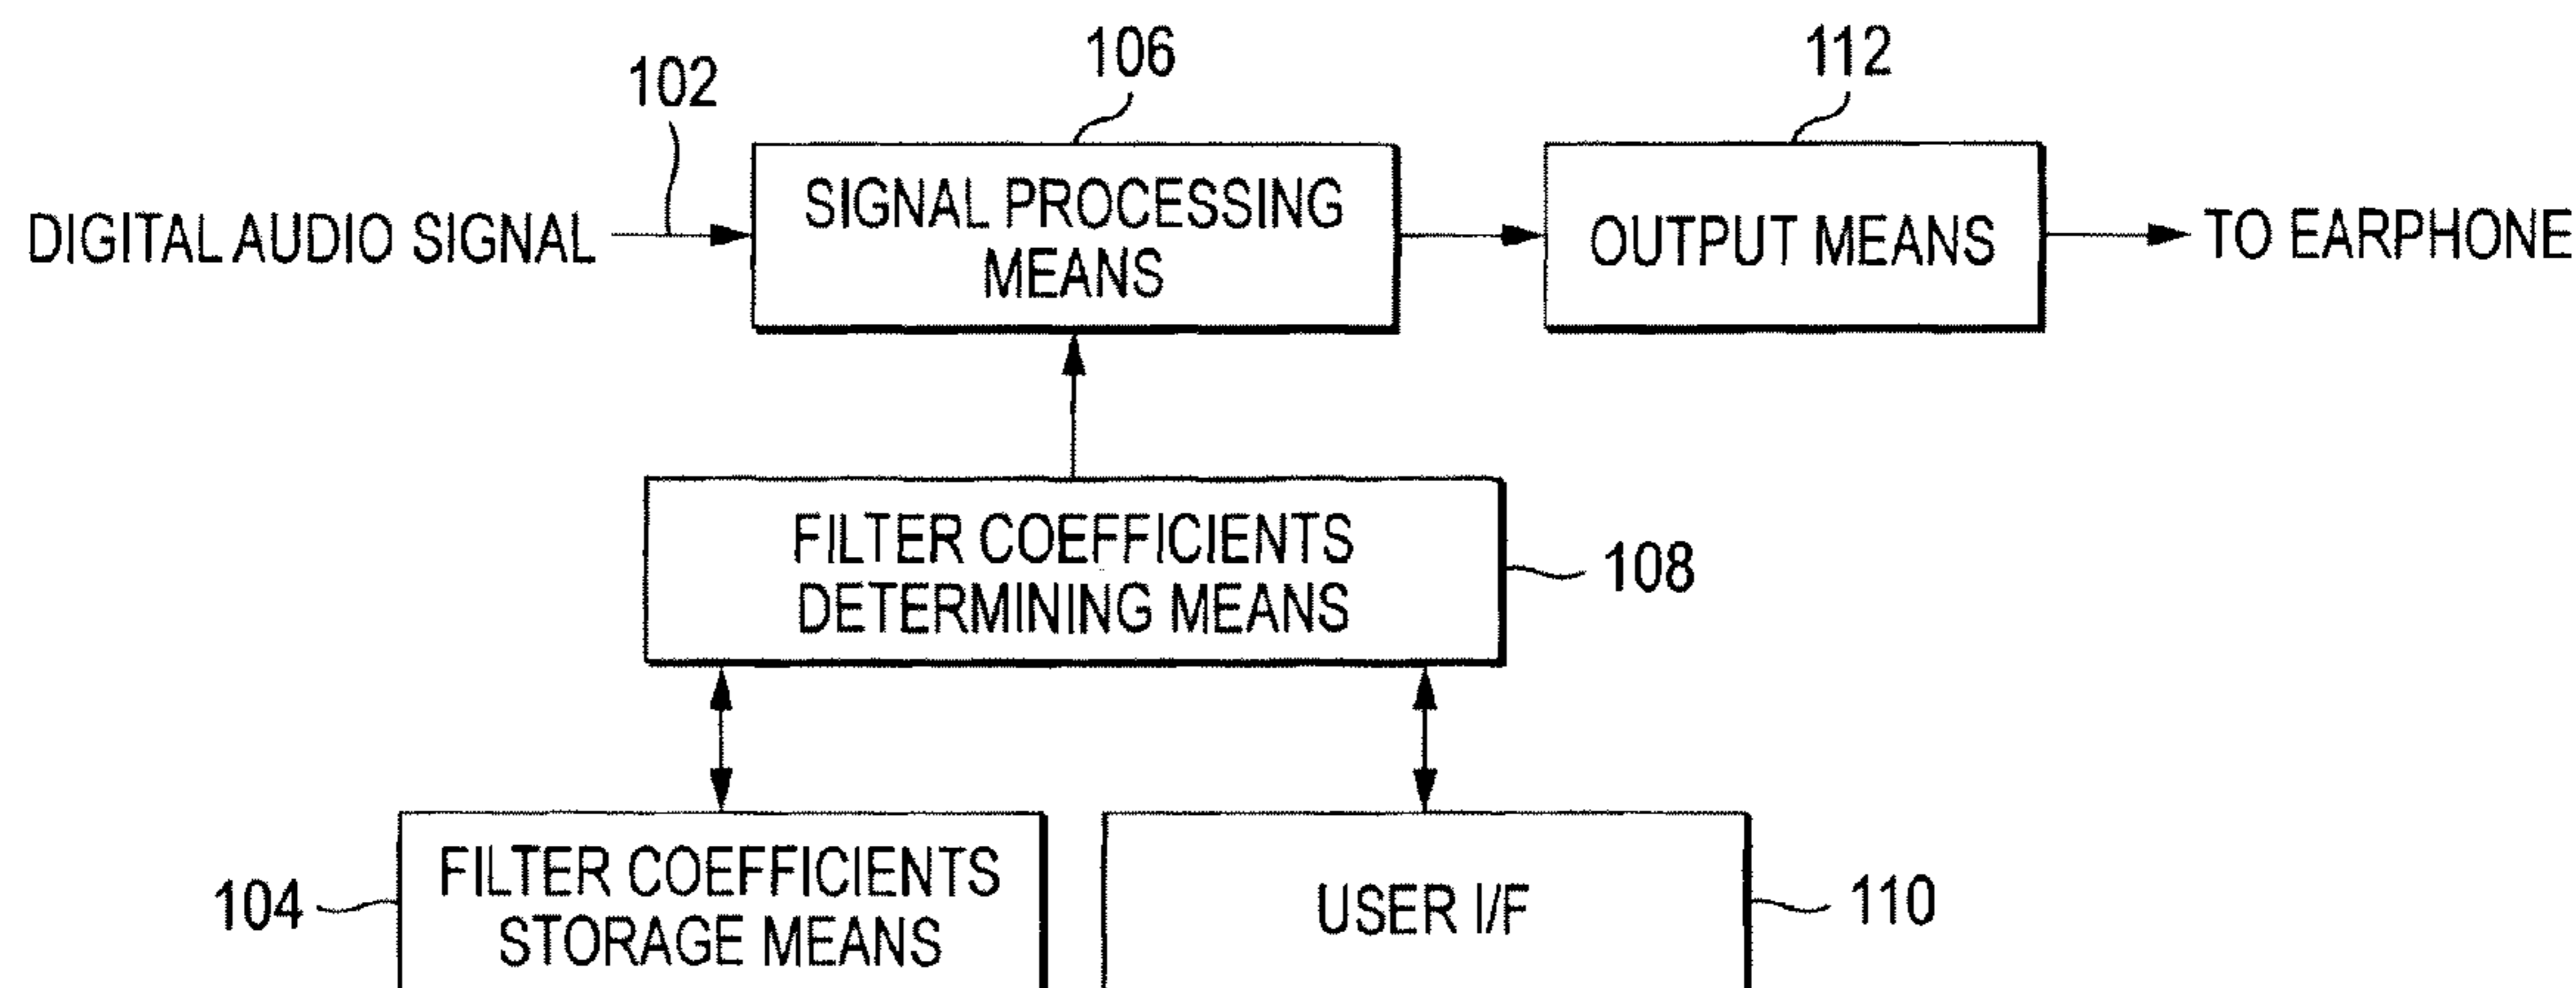 102
106
112
DIGITAL AUDIO SIGNAL
SIGNAL PROCESSING
MEANS
OUTPUT MEANS
TO EARPHONE
FILTER COEFFICIENTS
DETERMINING MEANS
108
104
FILTER COEFFICIENTS
STORAGE MEANS
USER I/F
110